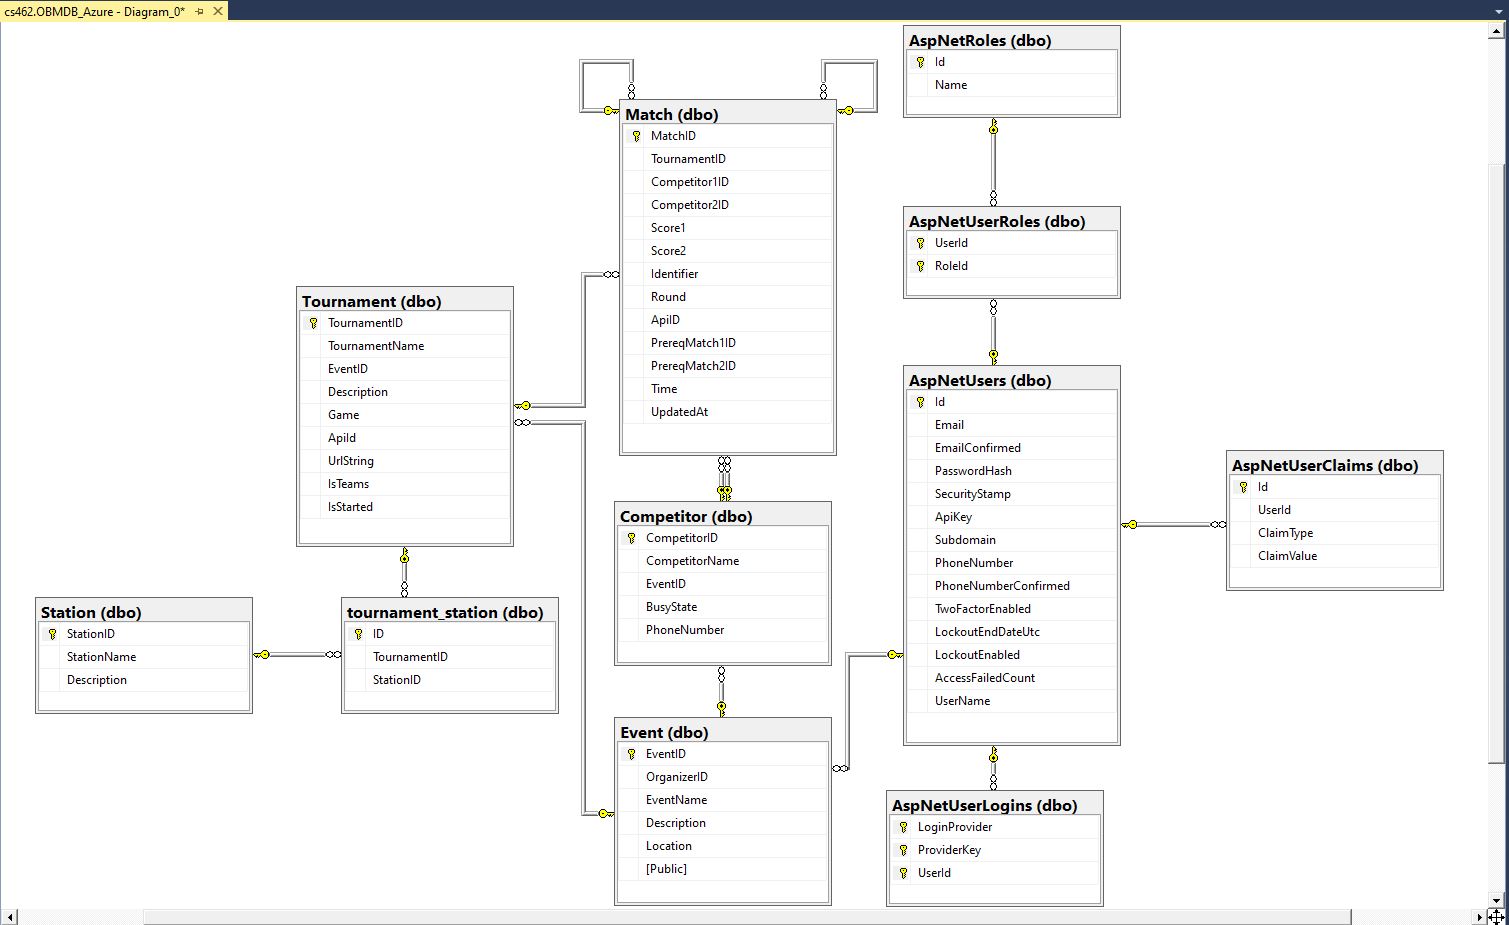 cs462.OBMDB_Azure - Diagram_0*
AspNetRoles (dbo)
Id
Name
Match (dbo)
MatchID
TournamentID
Competitor1ID
Competitor2ID
Score1
Score2
Identifier
Round
ApiID
PrereqMatch1ID
PrereqMatch2ID
Time
UpdatedAt
AspNetUserRoles (dbo)
UserId
RoleId
Tournament (dbo)
TournamentID
TournamentName
EventID
Description
Game
ApiId
UrlString
IsTeams
IsStarted
AspNetUsers (dbo)
Id
Email
EmailConfirmed
PasswordHash
SecurityStamp
ApiKey
Subdomain
PhoneNumber
PhoneNumberConfirmed
TwoFactorEnabled
LockoutEndDateUtc
LockoutEnabled
AccessFailedCount
UserName
AspNetUserClaims (dbo)
Id
UserId
ClaimType
ClaimValue
Competitor (dbo)
CompetitorID
CompetitorName
EventID
BusyState
PhoneNumber
Station (dbo)
StationID
StationName
Description
tournament_station (dbo)
ID
TournamentID
StationID
Event (dbo)
EventID
OrganizerID
EventName
Description
Location
[Public]
AspNetUserLogins (dbo)
LoginProvider
ProviderKey
UserId